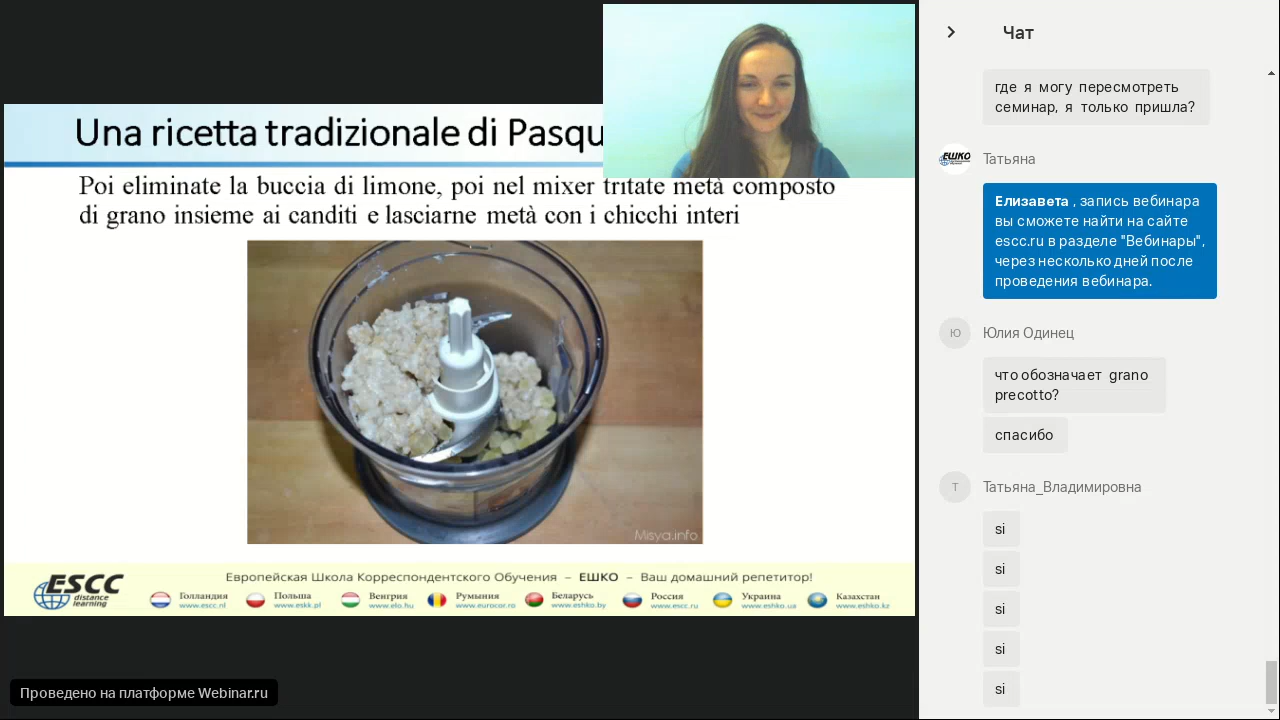 Una ricetta tradizionale di Pasqu
Poi eliminate la buccia di limone, poi nel mixer tritate metà composto
di grano insieme ai canditi e lasciarne metà con i chicchi interi
Misya.info
ESCC
distance
learning
Европейская Школа Корреспондентского Обучения – ЕШКО – Ваш домашний репетитор!
Голландия
www.escc.nl
Польша
www.eskk.pl
Венгрия
www.elo.hu
Румыния
www.eurocor.ro
Беларусь
www.eshko.by
Россия
www.escc.ru
Украина
www.eshko.ua
Казахстан
www.eshko.kz
Проведено на платформе Webinar.ru
Чат
где я могу пересмотреть
семинар, я только пришла?
ЕШКО
Татьяна
Елизавета , запись вебинара
вы сможете найти на сайте
escc.ru в разделе "Вебинары",
через несколько дней после
проведения вебинара.
Ю
Юлия Одинец
что обозначает grano
precotto?
спасибо
Т
Татьяна_Владимировна
si
si
si
si
si